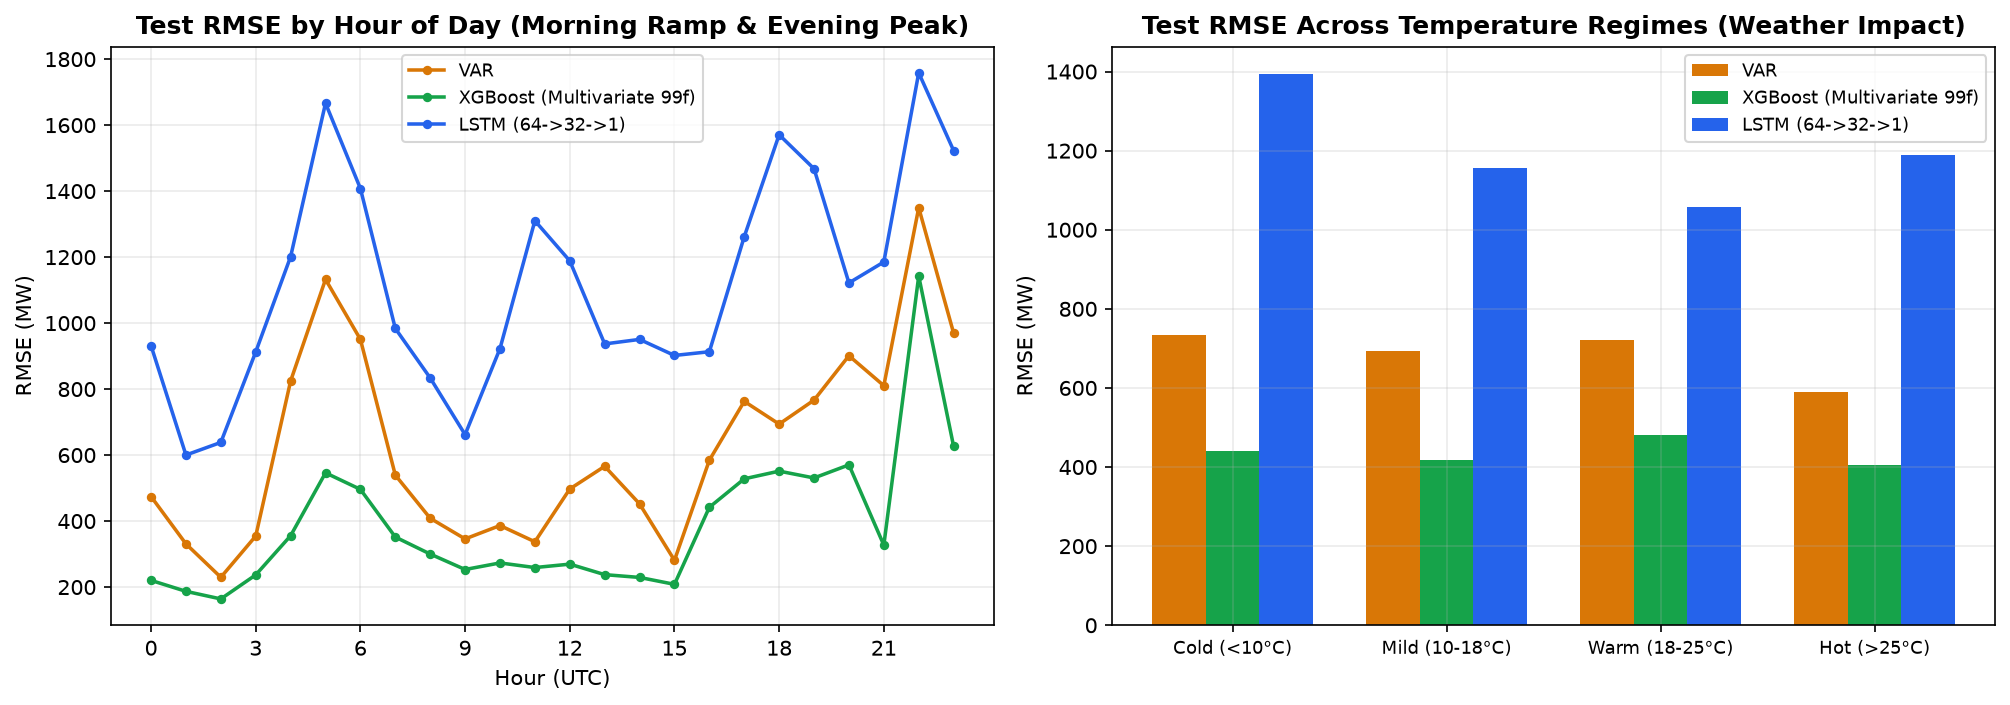 Test RMSE by Hour of Day (Morning Ramp & Evening Peak)
RMSE (MW)
1800
1600
1400
1200
1000
800
600
400
200
VAR
XGBoost (Multivariate 99f)
LSTM (64->32->1)
0 3 6 9 12 15 18 21
Hour (UTC)
Test RMSE Across Temperature Regimes (Weather Impact)
RMSE (MW)
1400
1200
1000
800
600
400
200
0
VAR
XGBoost (Multivariate 99f)
LSTM (64->32->1)
Cold (<10°C) Mild (10-18°C) Warm (18-25°C) Hot (>25°C)